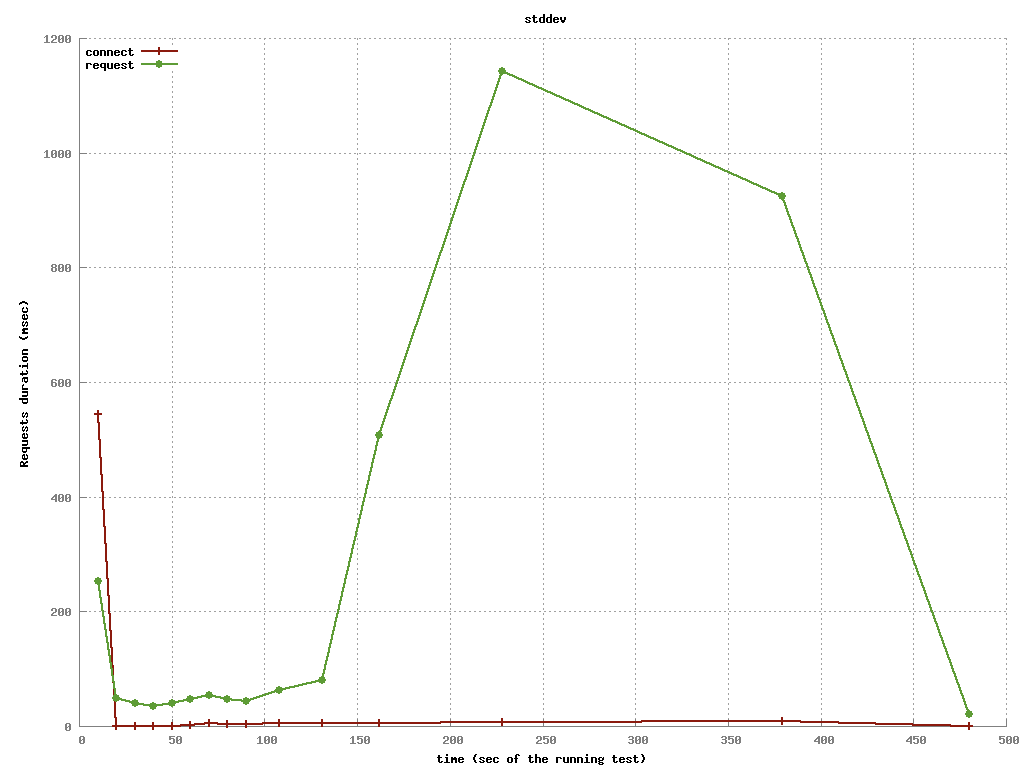 stddev
connect
request
1200
1000
800
600
400
200
0
Requests duration (msec)
0 50 100 150 200 250 300 350 400 450 500
time (sec of the running test)